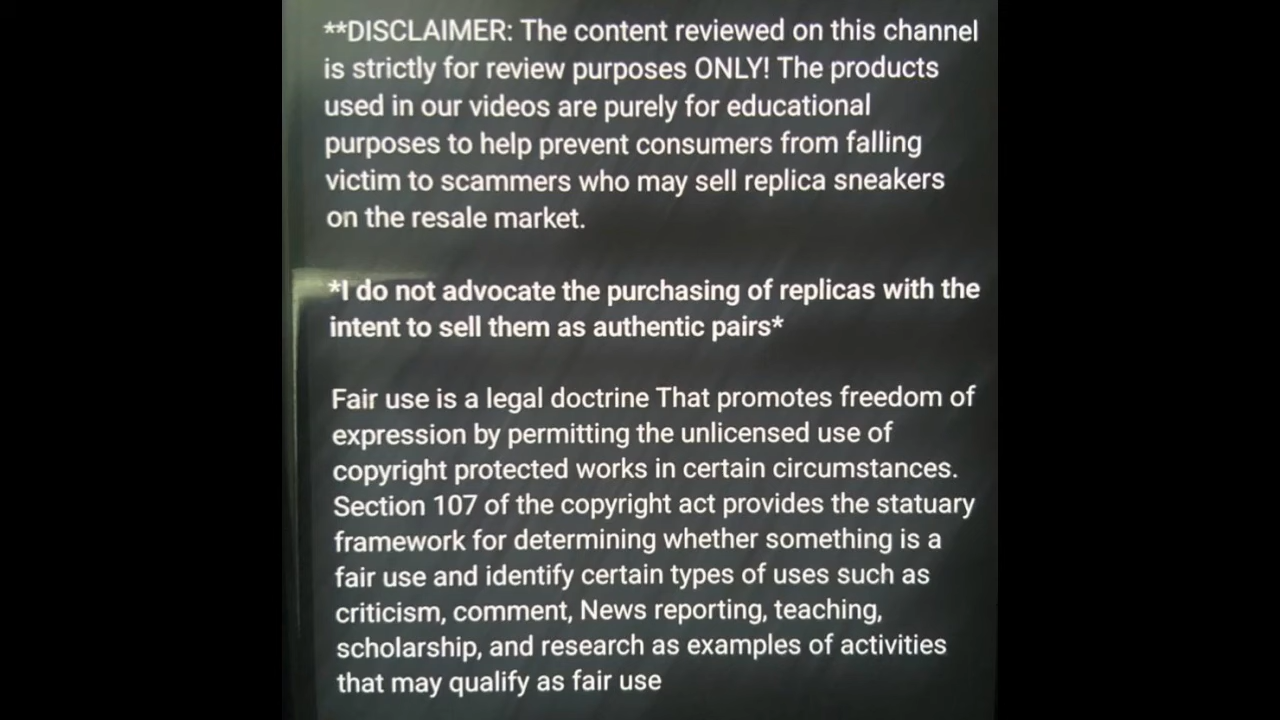 **DISCLAIMER: The content reviewed on this channel
is strictly for review purposes ONLY! The products
used in our videos are purely for educational
purposes to help prevent consumers from falling
victim to scammers who may sell replica sneakers
on the resale market.
*I do not advocate the purchasing of replicas with the
intent to sell them as authentic pairs*
Fair use is a legal doctrine That promotes freedom of
expression by permitting the unlicensed use of
copyright protected works in certain circumstances.
Section 107 of the copyright act provides the statuary
framework for determining whether something is a
fair use and identify certain types of uses such as
criticism, comment, News reporting, teaching,
scholarship, and research as examples of activities
that may qualify as fair use